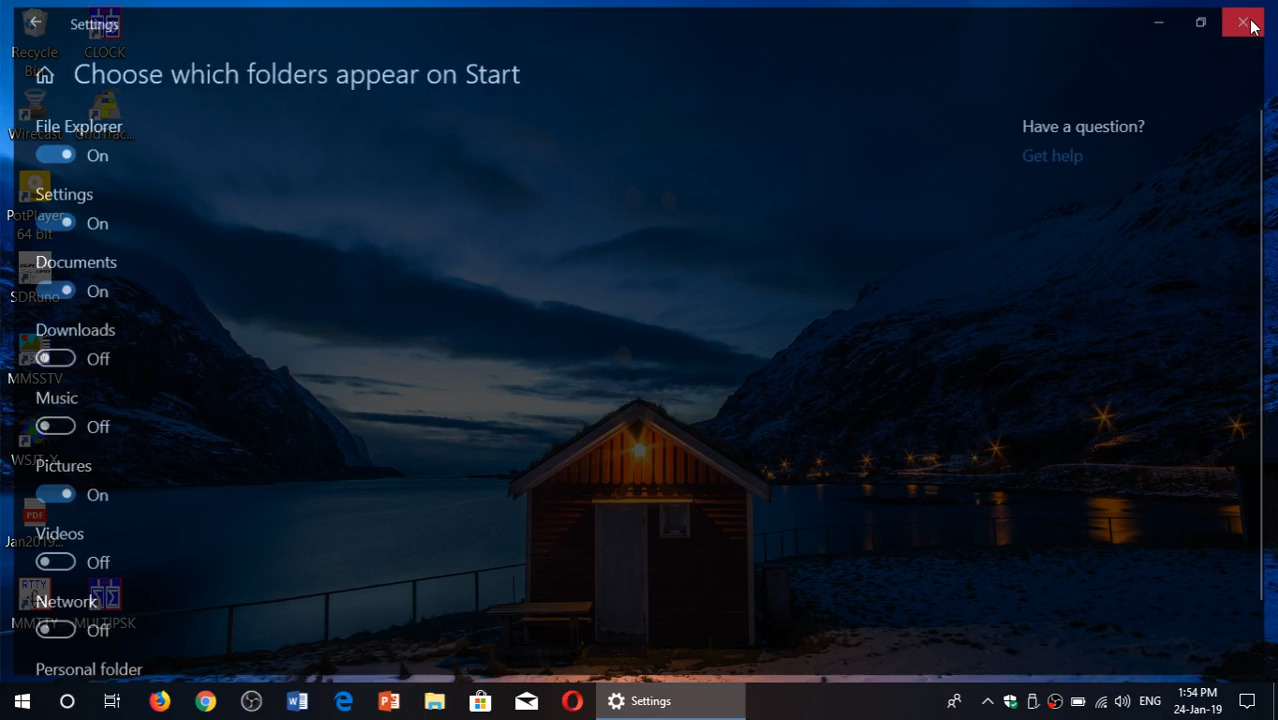 Settings
Choose which folders appear on Start
File Explorer
On
Settings
On
Documents
On
Downloads
Off
Music
Off
Pictures
On
Videos
Off
Network
Off
Personal folder
Have a question?
Get help
Recycle
CLOCK
Wirecast
PotPlayer
64 bit
SDRuno
MMSSTV
WSJT-X
PDF
Jan2019...
RTTY
MMTTY
MULTIPSK
Settings
ENG
1:54 PM
24-Jan-19